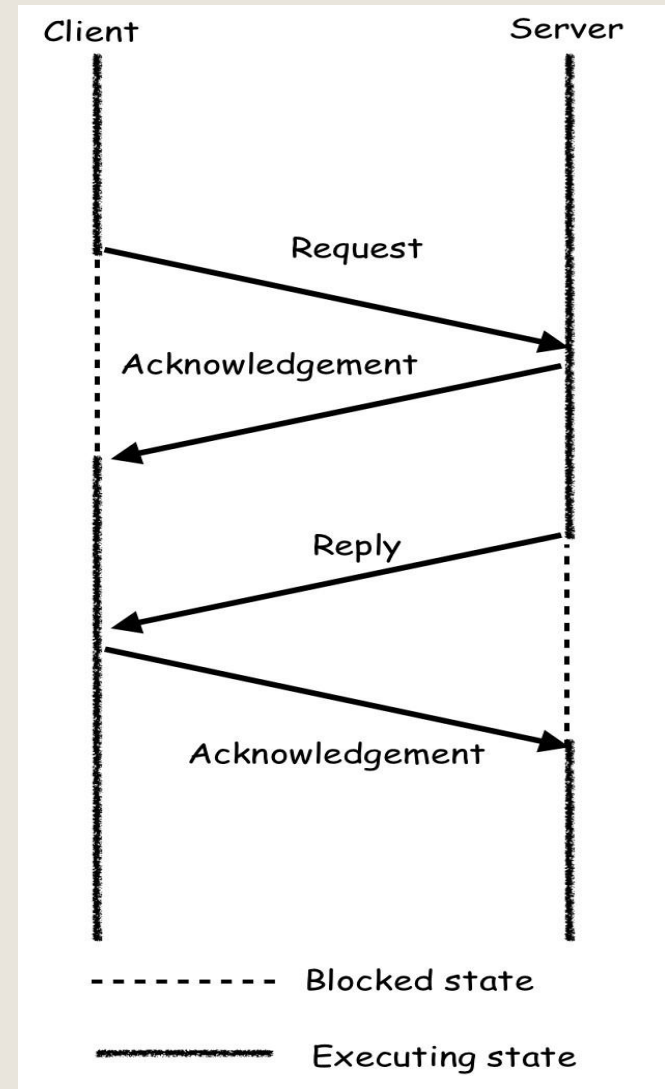 Client
Server
Request
Acknowledgement
Reply
Acknowledgement
Blocked state
Executing state